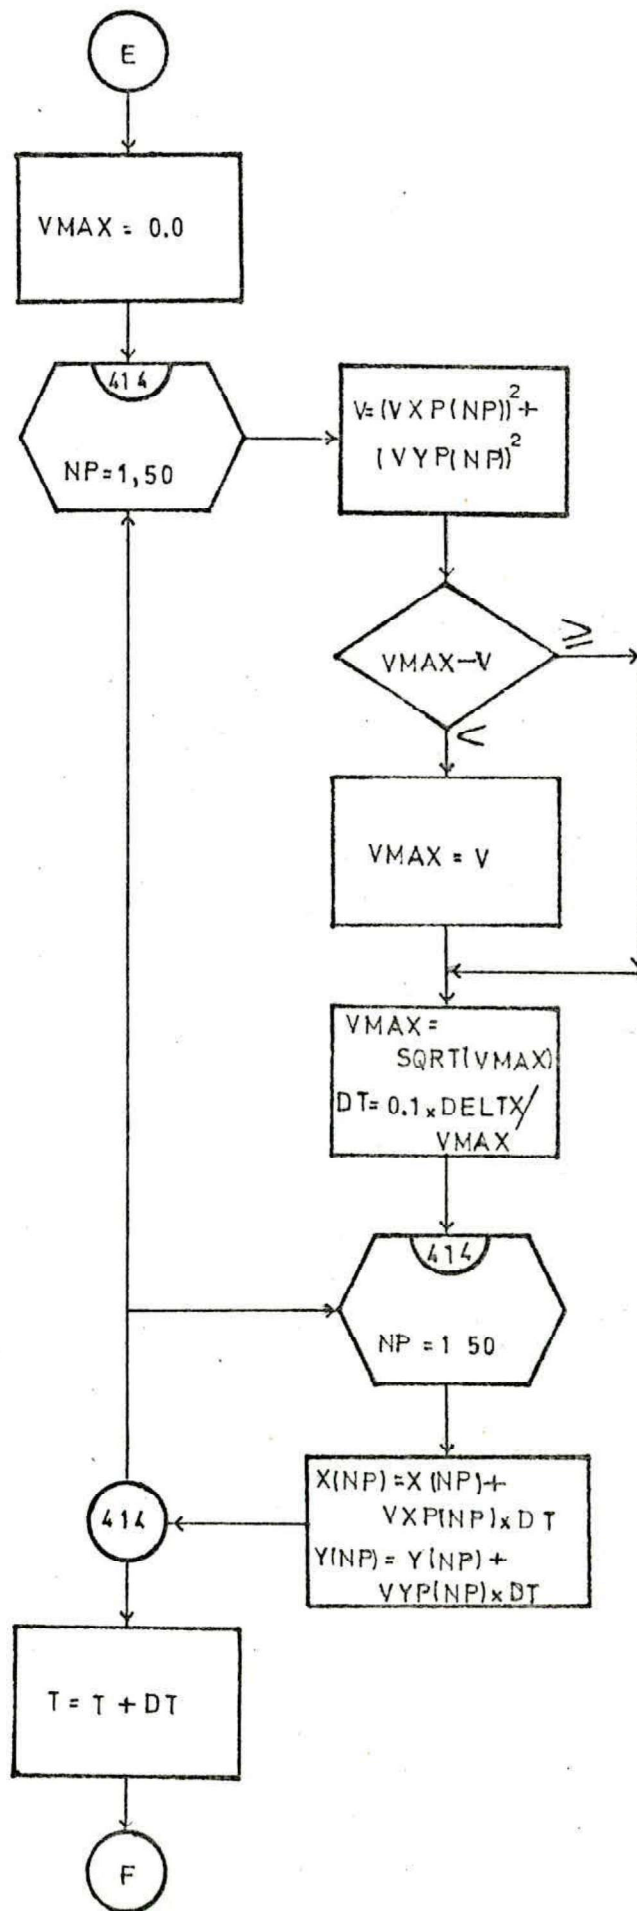 E
VMAX = 0.0
414
NP=1,50
V=(VXP(NP))²+
(VYP(NP))²
VMAX-V
≥
<
VMAX = V
VMAX =
SQRT(VMAX)
DT=0.1×DELTX/
VMAX
414
NP=1 50
X(NP)=X(NP)+
VXP(NP)×DT
Y(NP)=Y(NP)+
VYP(NP)×DT
414
T=T+DT
F